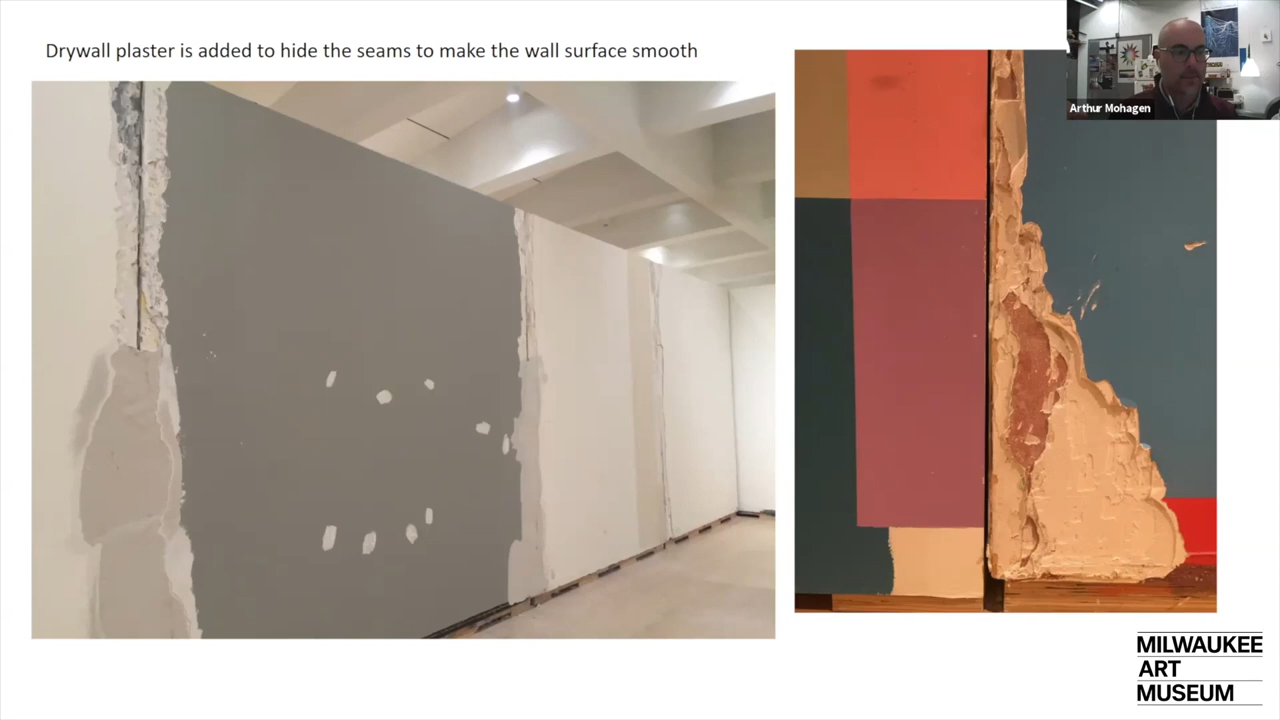 Drywall plaster is added to hide the seams to make the wall surface smooth
Arthur Mohagen
MILWAUKEE
ART
MUSEUM